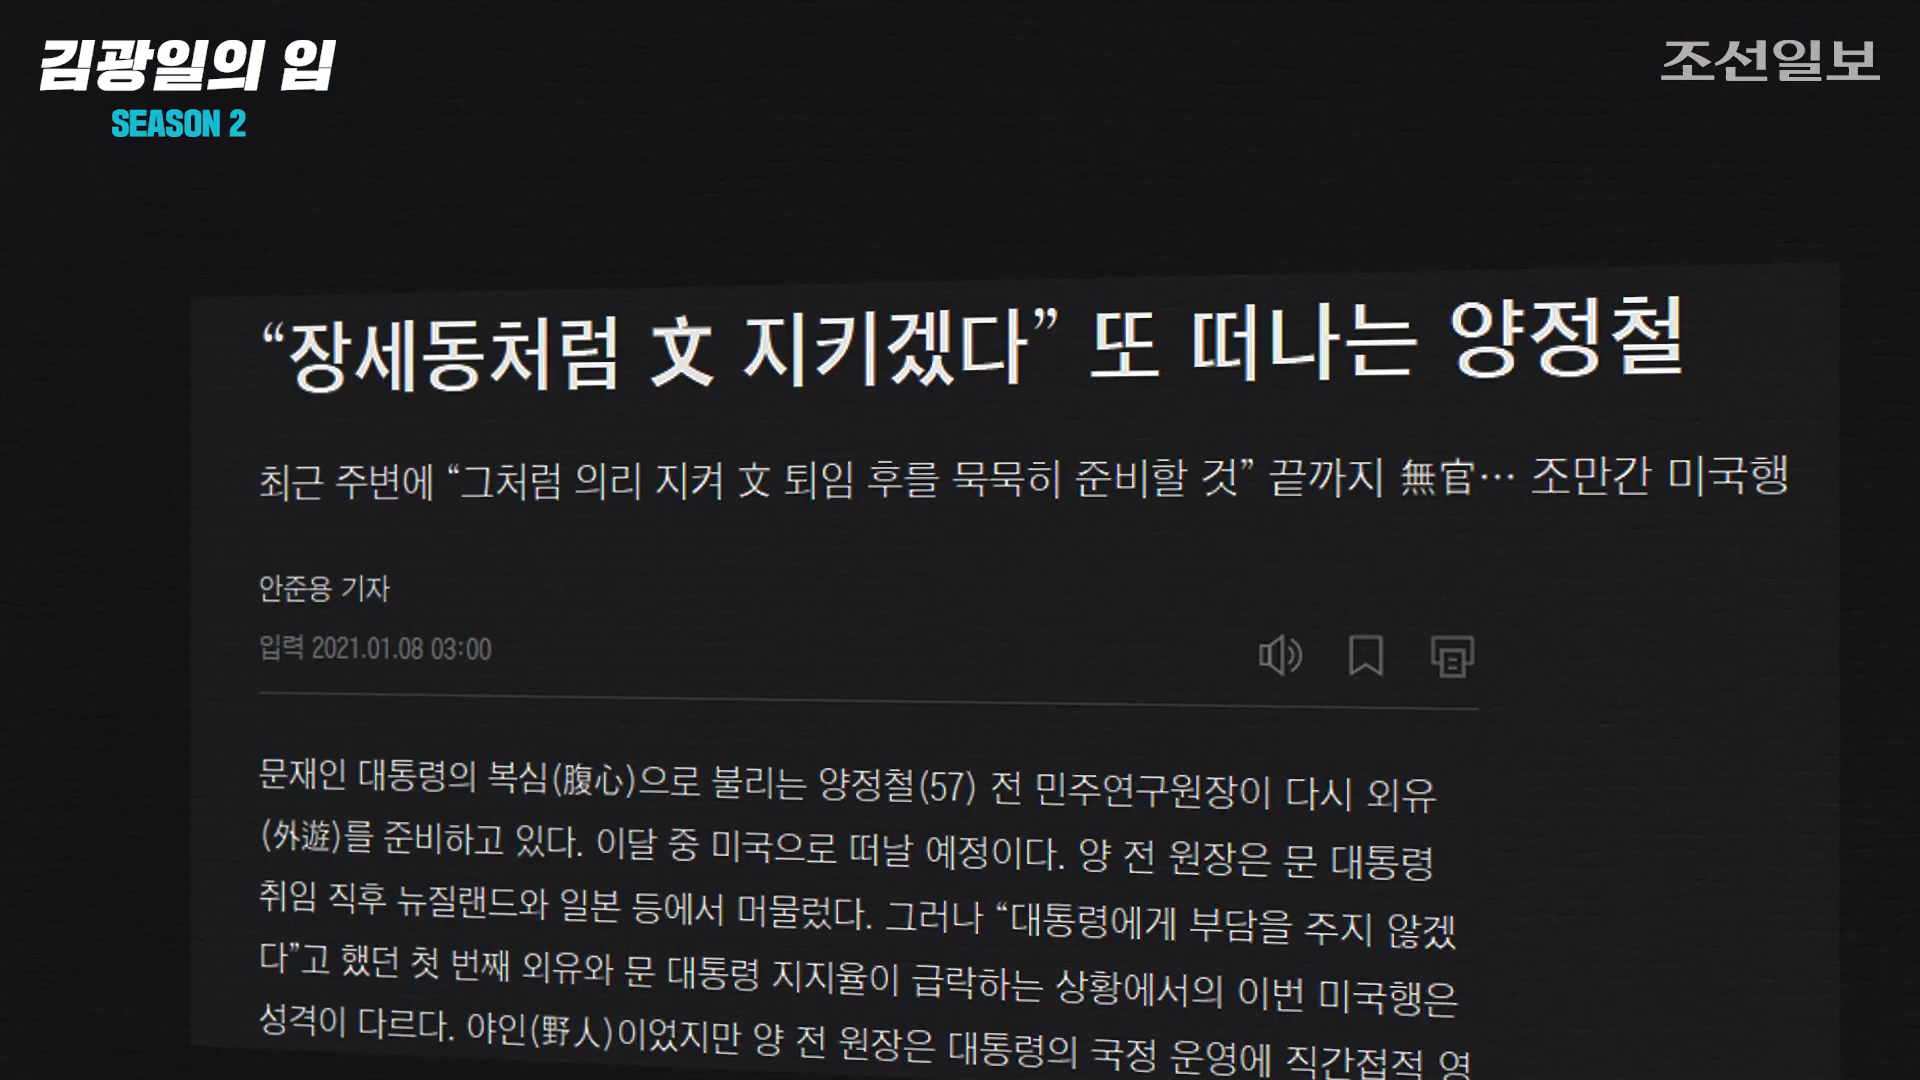 김광일의 입
SEASON 2
조선일보
“장세동처럼 文 지키겠다” 또 떠나는 양정철
최근 주변에 “그처럼 의리 지켜 文 퇴임 후를 묵묵히 준비할 것” 끝까지 無官… 조만간 미국행
안준용 기자
입력 2021.01.08 03:00
문재인 대통령의 복심(腹心)으로 불리는 양정철(57) 전 민주연구원장이 다시 외유
(外遊)를 준비하고 있다. 이달 중 미국으로 떠날 예정이다. 양 전 원장은 문 대통령
취임 직후 뉴질랜드와 일본 등에서 머물렀다. 그러나 “대통령에게 부담을 주지 않겠
다”고 했던 첫 번째 외유와 문 대통령 지지율이 급락하는 상황에서의 이번 미국행은
성격이 다르다. 야인(野人)이었지만 양 전 원장은 대통령의 국정 운영에 직간접적 영